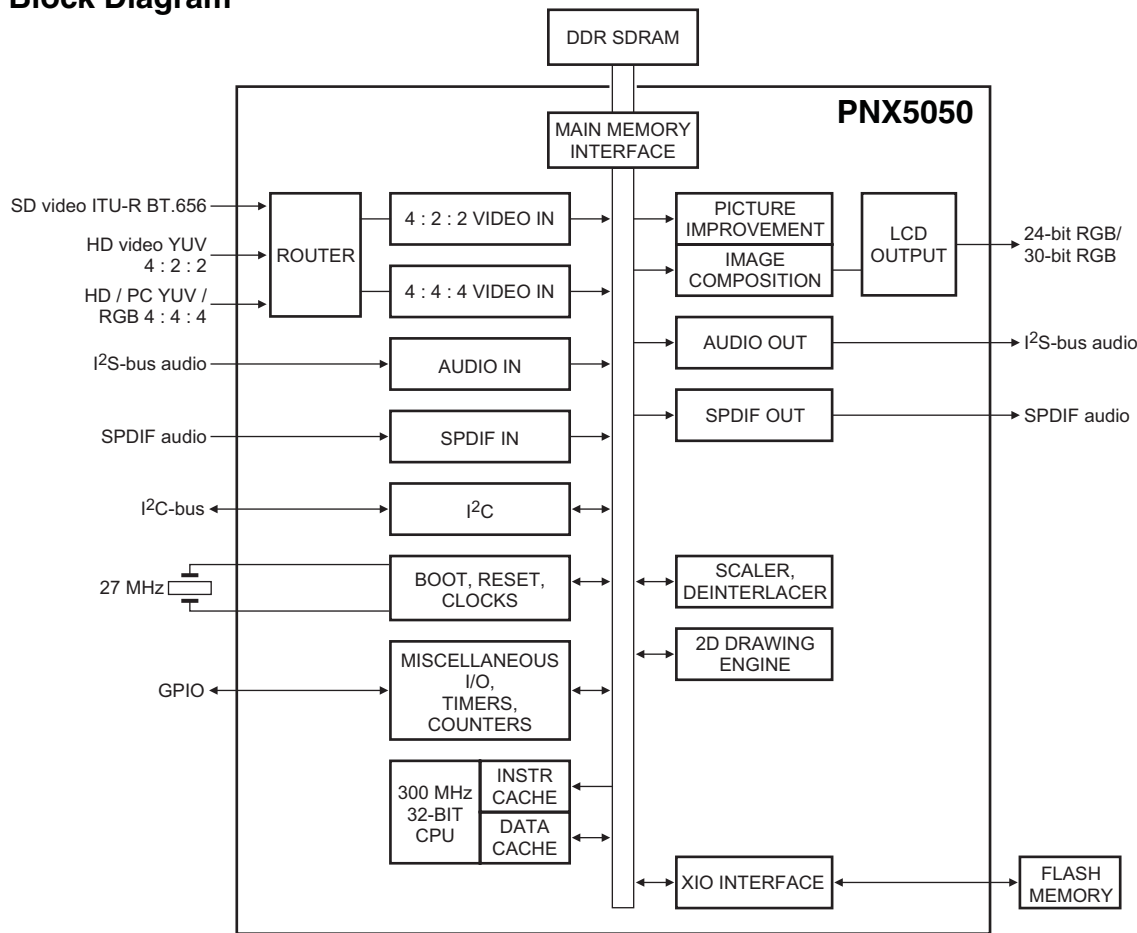 Block Diagram
DDR SDRAM
PNX5050
MAIN MEMORY
INTERFACE
SD video ITU-R BT.656
HD video YUV
4 : 2 : 2
HD / PC YUV /
RGB 4 : 4 : 4
ROUTER
4 : 2 : 2 VIDEO IN
4 : 4 : 4 VIDEO IN
PICTURE
IMPROVEMENT
IMAGE
COMPOSITION
LCD
OUTPUT
24-bit RGB/
30-bit RGB
I2S-bus audio
AUDIO IN
AUDIO OUT
I2S-bus audio
SPDIF audio
SPDIF IN
SPDIF OUT
SPDIF audio
I2C-bus
I2C
27 MHz
BOOT, RESET,
CLOCKS
SCALER,
DEINTERLACER
2D DRAWING
ENGINE
GPIO
MISCELLANEOUS
I/O,
TIMERS,
COUNTERS
300 MHz
32-BIT
CPU
INSTR
CACHE
DATA
CACHE
XIO INTERFACE
FLASH
MEMORY